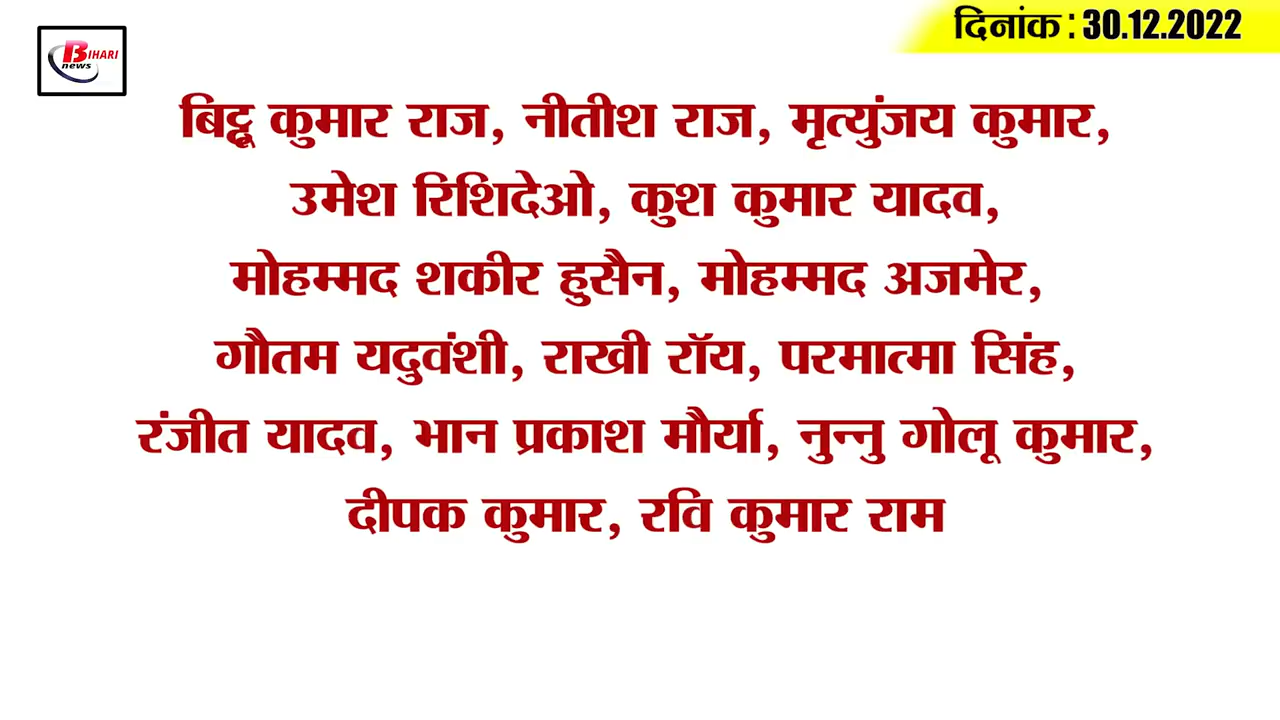 BIHARI
news
दिनांक : 30.12.2022
बिट्टू कुमार राज, नीतीश राज, मृत्युंजय कुमार,
उमेश रिशिदेओ, कुश कुमार यादव,
मोहम्मद शकीर हुसैन, मोहम्मद अजमेर,
गौतम यदुवंशी, राखी रॉय, परमात्मा सिंह,
रंजीत यादव, भान प्रकाश मौर्या, नुन्नु गोलू कुमार,
दीपक कुमार, रवि कुमार राम